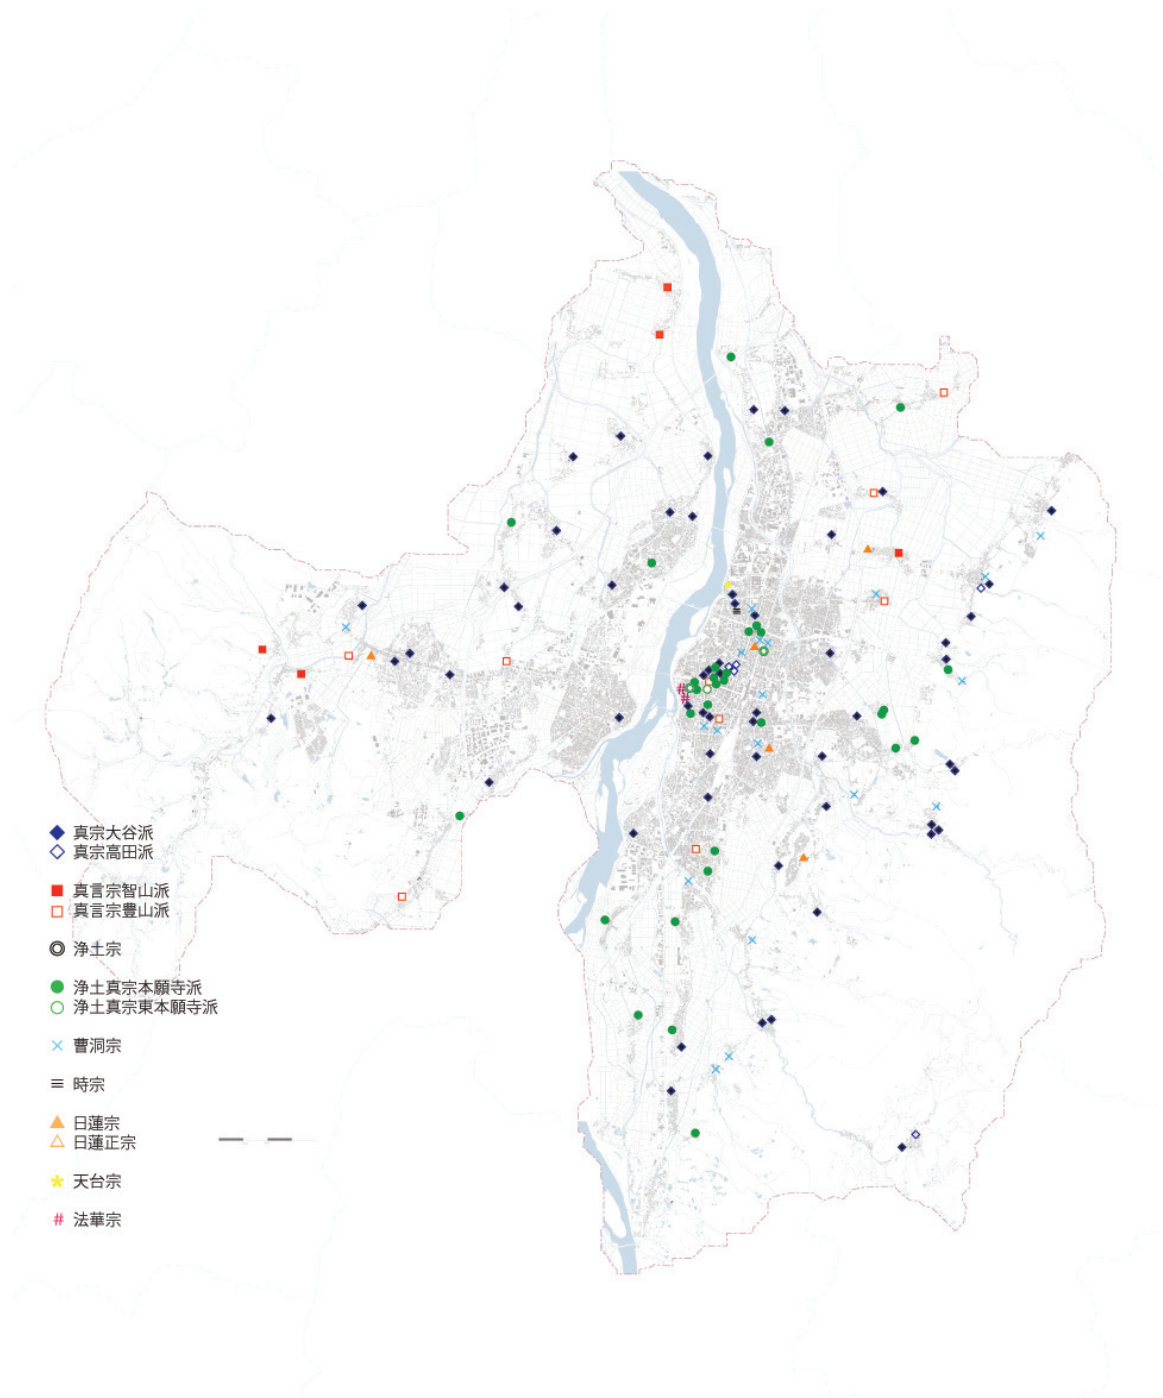 真宗大谷派
真宗高田派
真言宗智山派
真言宗豊山派
浄土宗
浄土真宗本願寺派
浄土真宗東本願寺派
曹洞宗
時宗
日蓮宗
日蓮正宗
天台宗
法華宗